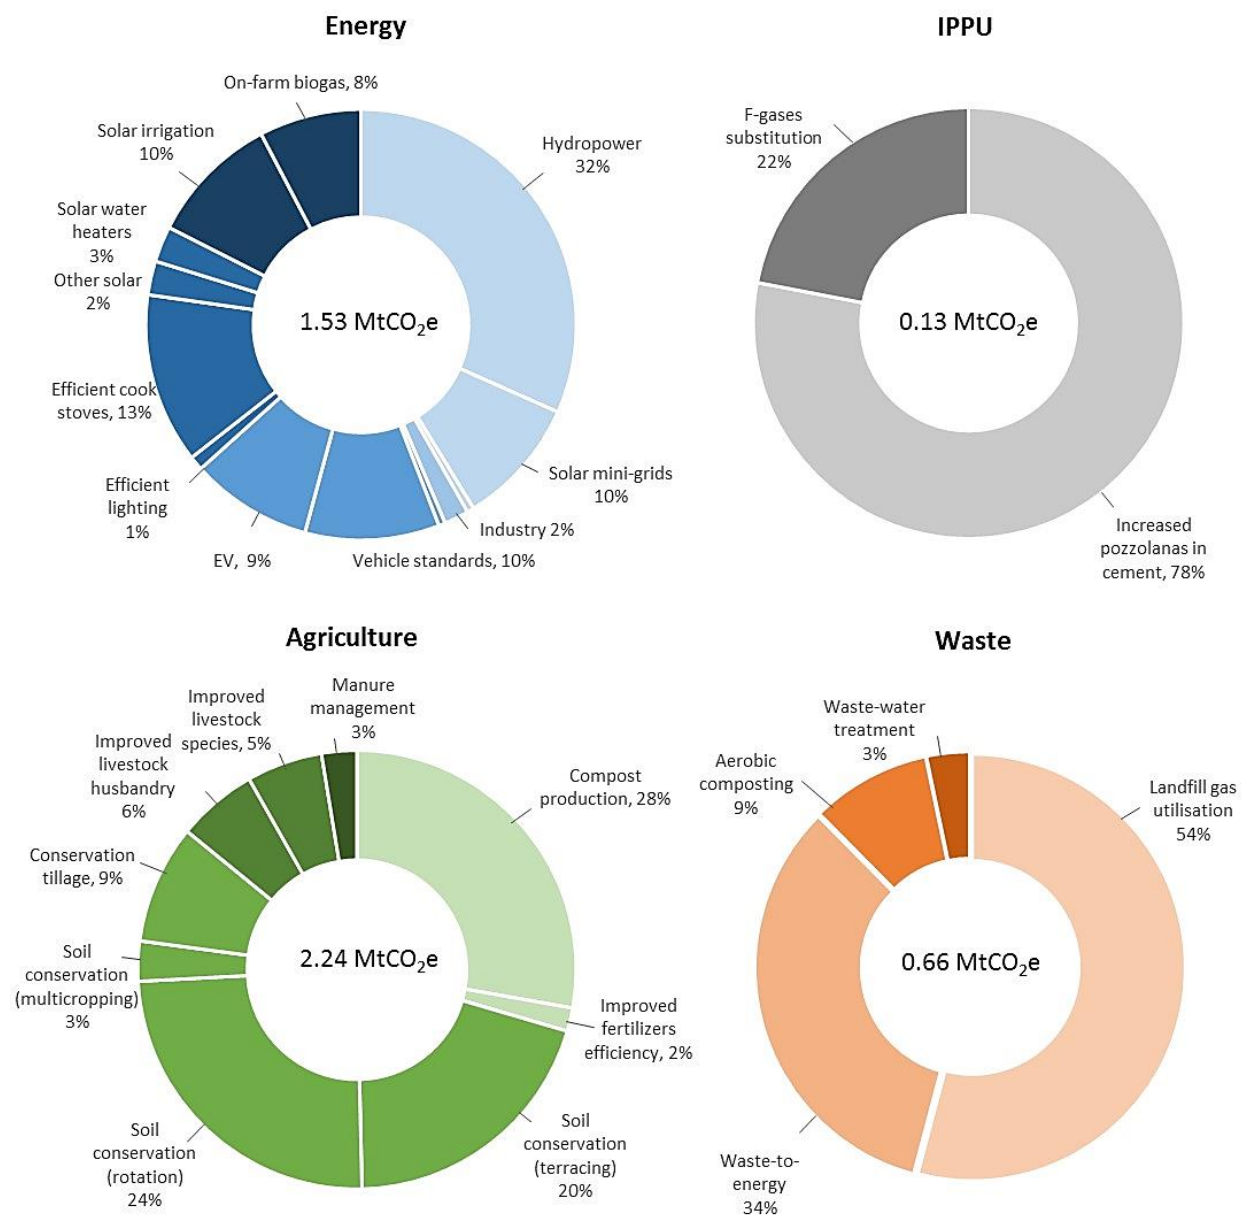 Energy
On-farm biogas, 8%
Solar irrigation
10%
Hydropower
32%
Solar water
heaters
3%
Other solar
2%
1.53 MtCO₂e
Efficient cook
stoves, 13%
Solar mini-grids
10%
Efficient
lighting
1%
Industry 2%
EV, 9%
Vehicle standards, 10%
IPPU
F-gases
substitution
22%
0.13 MtCO₂e
Increased
pozzolanas in
cement, 78%
Agriculture
Manure
management
3%
Improved
livestock
species, 5%
Improved
livestock
husbandry
6%
Compost
production, 28%
Conservation
tillage, 9%
2.24 MtCO₂e
Soil
conservation
(multicropping)
3%
Improved
fertilizers
efficiency, 2%
Soil
conservation
(rotation)
24%
Soil
conservation
(terracing)
20%
Waste
Waste-water
treatment
3%
Aerobic
composting
9%
Landfill gas
utilisation
54%
0.66 MtCO₂e
Waste-to-
energy
34%